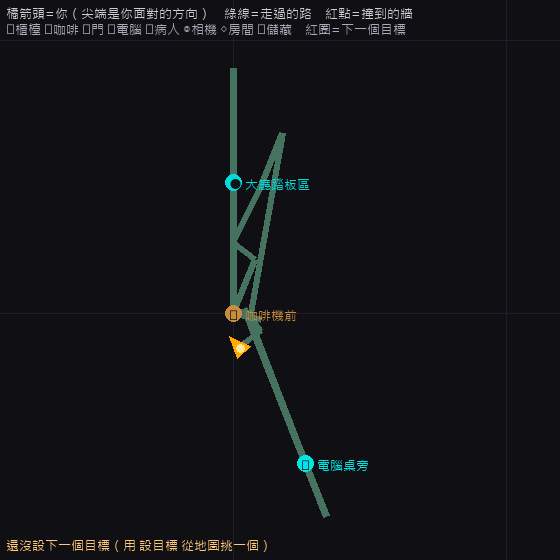 橘箭頭=你（尖端是你面對的方向） 綠線=走過的路 紅點=撞到的牆
櫃檯 咖啡 門 電腦 病人 相機 ◇房間 儲藏 紅圈=下一個目標
大廳踏板區
咖啡機前
電腦桌旁
還沒設下一個目標（用 設目標 從地圖挑一個）